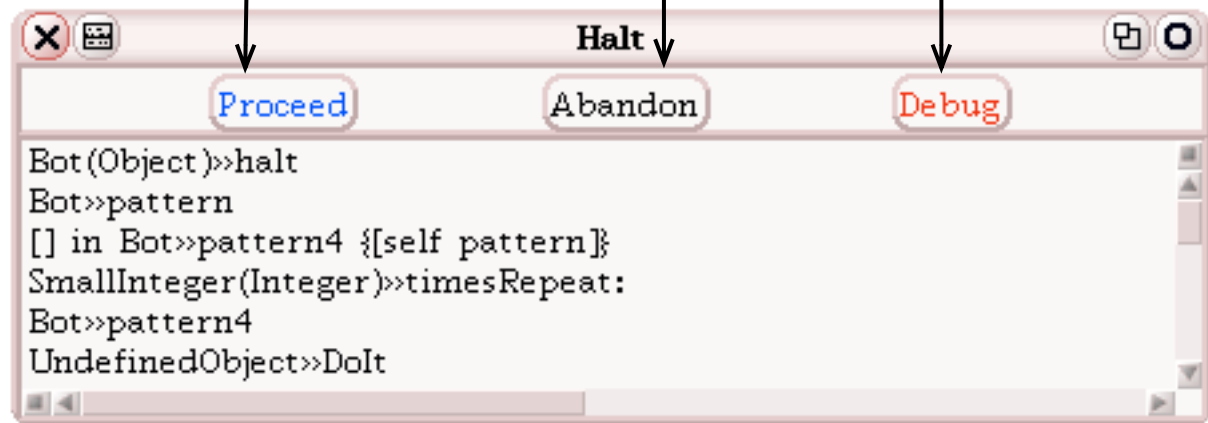 Halt
Proceed Abandon Debug
Bot(Object)»halt
Bot»pattern
[] in Bot»pattern4 {[self pattern]}
SmallInteger(Integer)»timesRepeat:
Bot»pattern4
UndefinedObject»DoIt